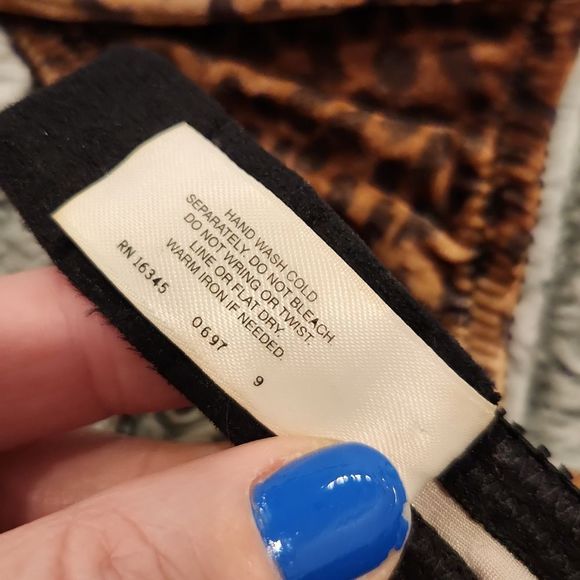 HAND WASH COLD
SEPARATELY. DO NOT BLEACH
DO NOT WRING OR TWIST.
LINE OR FLAT DRY.
WARM IRON IF NEEDED.
RN 16345 0697 9